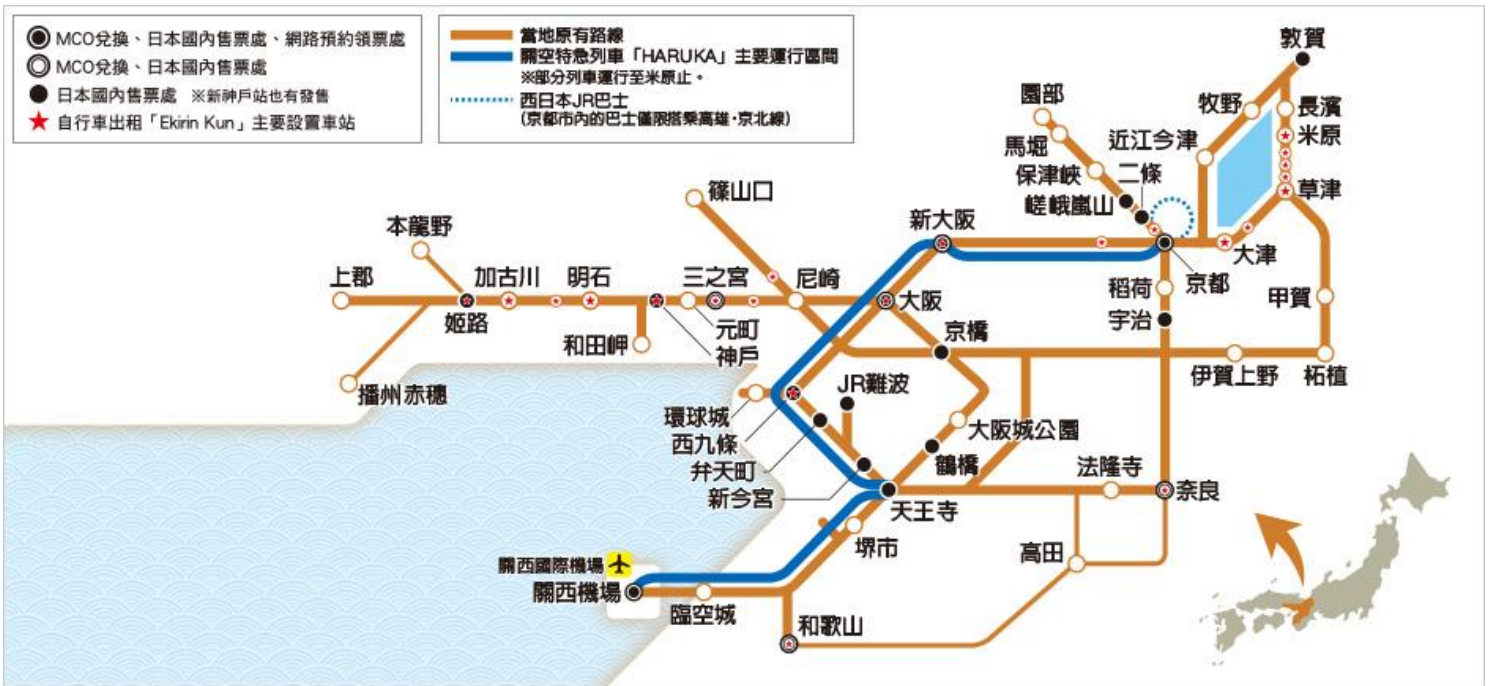 MCO兌換、日本國內售票處、網路預約領票處
MCO兌換、日本國內售票處
日本國內售票處 ※新神戶站也有發售
自行車出租「Ekirin Kun」主要設置車站
當地原有路線
關空特急列車「HARUKA」主要運行區間
※部分列車運行至米原止。
西日本JR巴士
(京都市內的巴士僅限搭乘高雄・京北線)
敦賀
牧野
長濱
園部
近江今津
米原
馬堀
保津峽
二條
草津
嵯峨嵐山
篠山口
新大阪
本龍野
大津
上郡
加古川
明石
三之宮
尼崎
稻荷
京都
甲賀
大阪
姬路
元町
宇治
京橋
和田岬
神戶
伊賀上野
柘植
播州赤穗
JR難波
環球城
大阪城公園
西九條
弁天町
鶴橋
法隆寺
新今宮
奈良
天王寺
堺市
高田
關西國際機場
關西機場
臨空城
和歌山